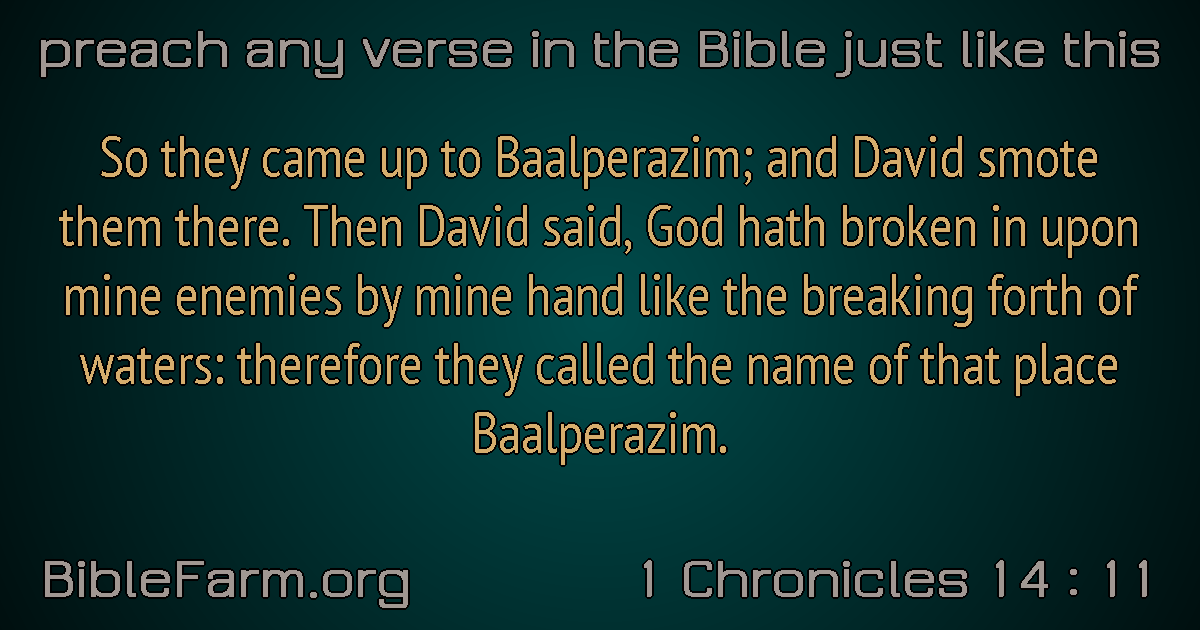 preach any verse in the Bible just like this
So they came up to Baalperazim; and David smote
them there. Then David said, God hath broken in upon
mine enemies by mine hand like the breaking forth of
waters: therefore they called the name of that place
Baalperazim.
BibleFarm.org
1 Chronicles 14 : 11